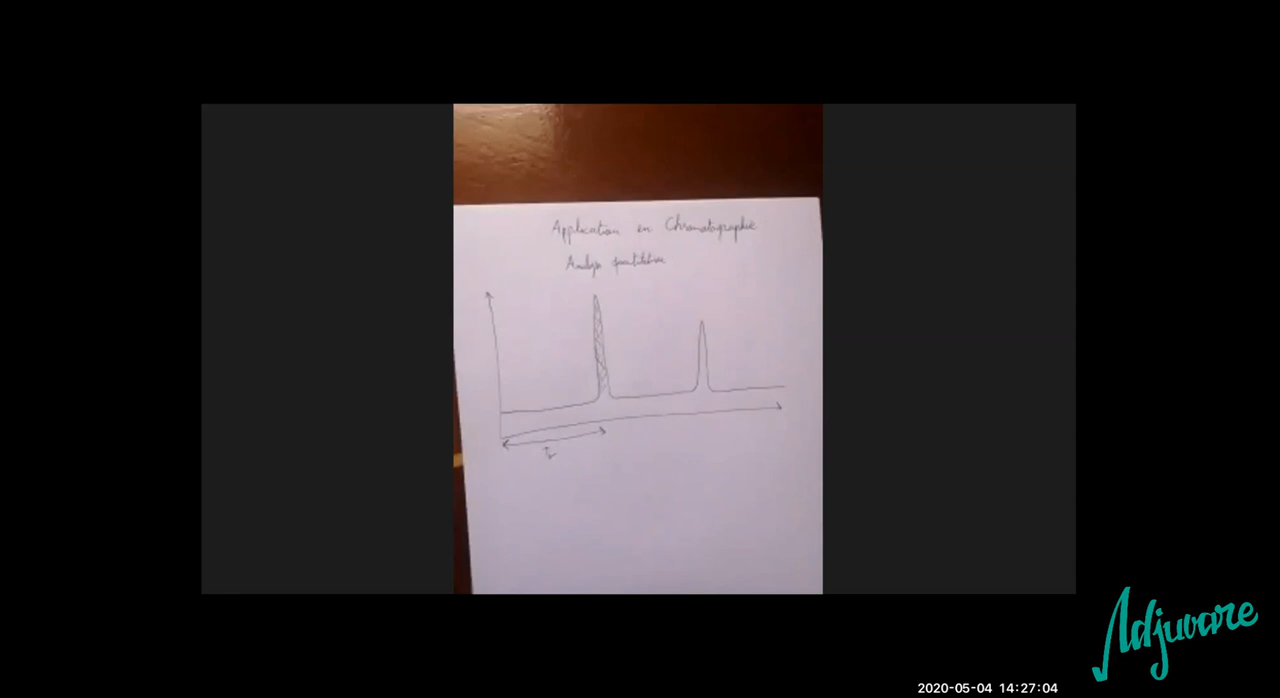 Application en Chromatographie
Analyse quantitative
Tr
Adjuvare
2020-05-04 14:27:04